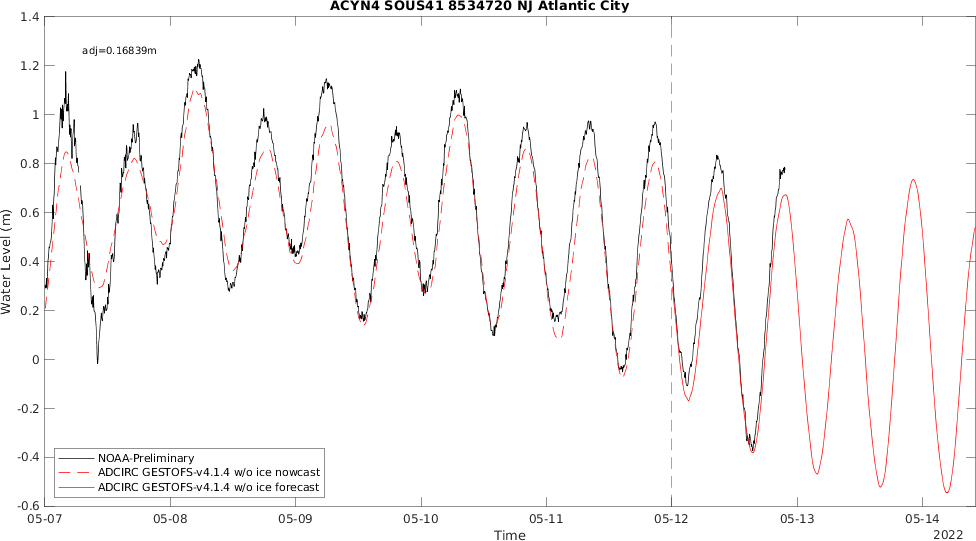 ACYN4 SOUS41 8534720 NJ Atlantic City
adj=0.16839m
1.4
1.2
1
0.8
0.6
0.4
0.2
0
-0.2
-0.4
-0.6
Water Level (m)
NOAA-Preliminary
ADCIRC GESTOFS-v4.1.4 w/o ice nowcast
ADCIRC GESTOFS-v4.1.4 w/o ice forecast
05-07 05-08 05-09 05-10 05-11 05-12 05-13 05-14
Time
2022